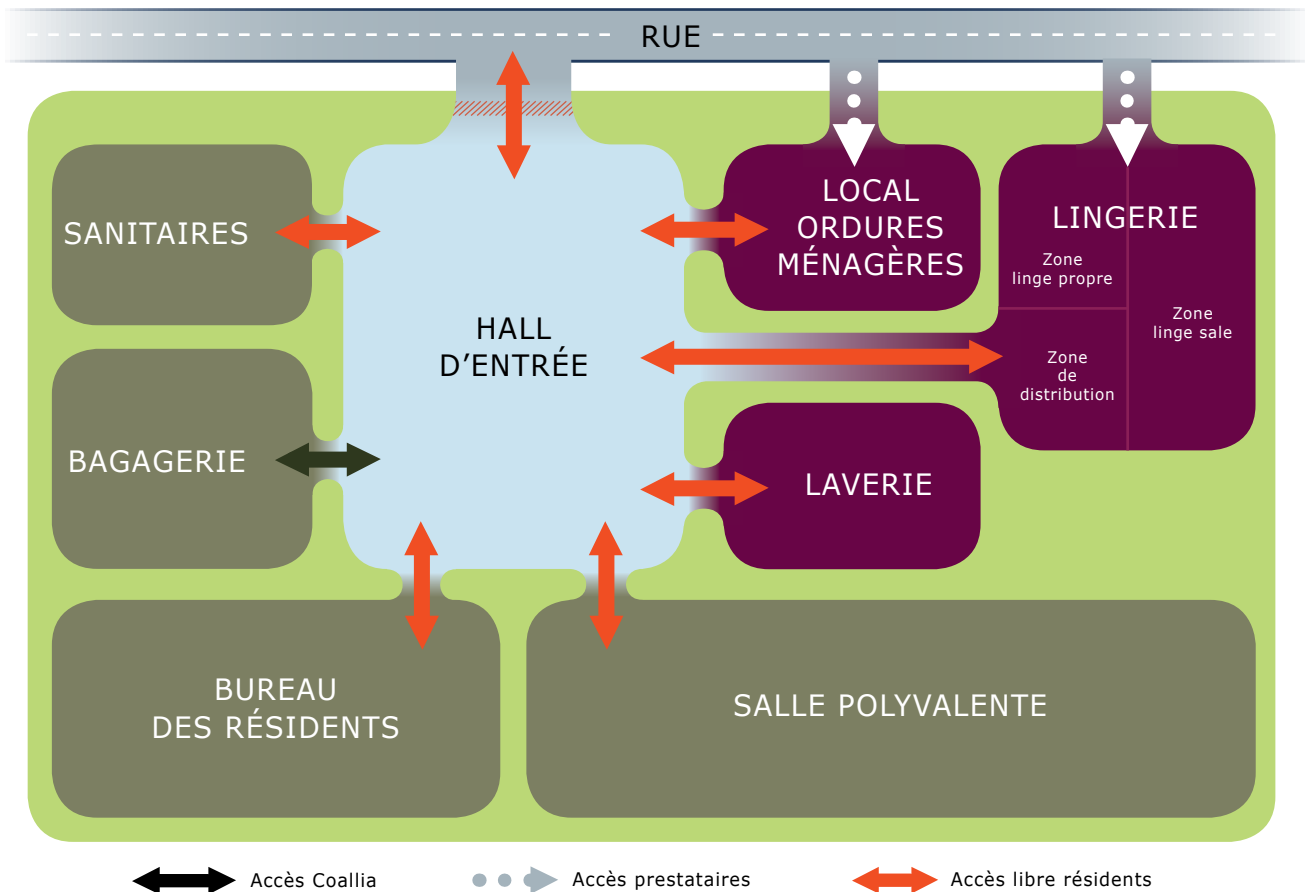 RUE
SANITAIRES
LOCAL
ORDURES
MÉNAGÈRES
LINGERIE
Zone
linge propre
Zone
linge sale
Zone
de
distribution
HALL
D’ENTRÉE
BAGAGERIE
LAVERIE
BUREAU
DES RÉSIDENTS
SALLE POLYVALENTE
Accès Coallia
Accès prestataires
Accès libre résidents